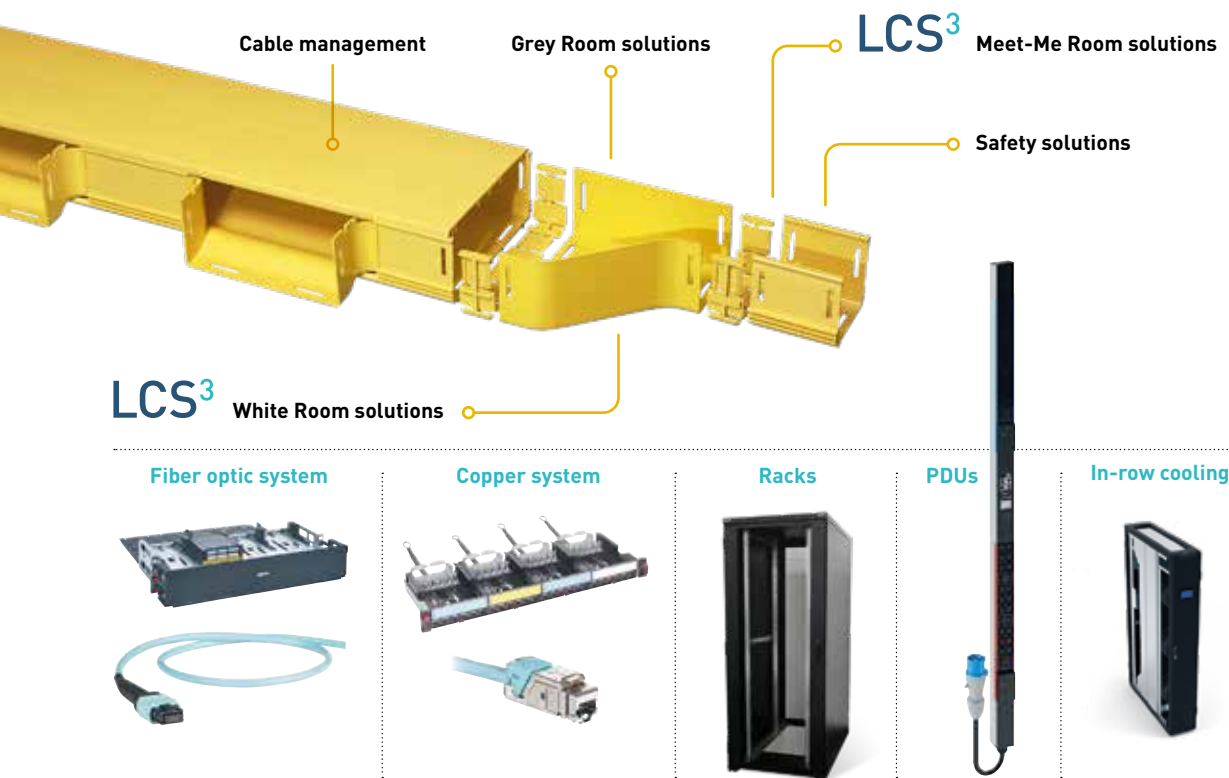 Cable management
Grey Room solutions
LCS³ Meet-Me Room solutions
Safety solutions
LCS³ White Room solutions
Fiber optic system
Copper system
Racks
PDUs
In-row cooling